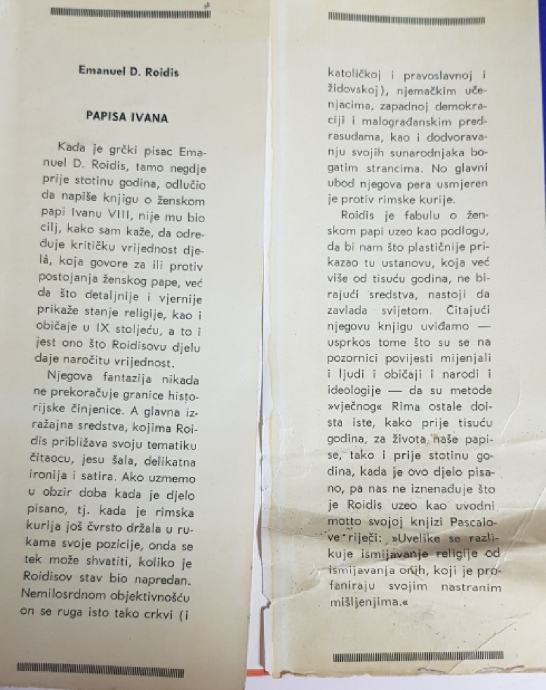 Emanuel D. Roidis
PAPISA IVANA
Kada je grčki pisac Ema-
nuel D. Roidis, tamo negdje
prije stotinu godina, odlučio
da napiše knjigu o ženskom
papi Ivanu VIII, nije mu bio
cilj, kako sam kaže, da odre-
đuje kritičku vrijednost dje-
lâ, koja govore za ili protiv
postojanja ženskog pape, već
da što detaljnije i vjernije
prikaže stanje religije, kao i
običaje u IX stoljeću, a to i
jest ono što Roidisovu djelu
daje naročitu vrijednost.
Njegova fantazija nikada
ne prekoračuje granice histo-
rijske činjenice. A glavna iz-
ražajna sredstva, kojima Roi-
dis približava svoju tematiku
čitaocu, jesu šala, delikatna
ironija i satira. Ako uzmemo
u obzir doba kada je djelo
pisano, tj. kada je rimska
kurija još čvrsto držala u ru-
kama svoje pozicije, onda se
tek može shvatiti, koliko je
Roidisov stav bio napredan.
Nemilosrdnom objektivnošću
on se ruga isto tako crkvi (i
katoličkoj i pravoslavnoj i
židovskoj), njemačkim uče-
njacima, zapadnoj demokra-
ciji i malograđanskim pred-
rasudama, kao i dodvorava-
nju svojih sunarodnjaka bo-
gatim strancima. No glavni
ubod njegova pera usmjeren
je protiv rimske kurije.
Roidis je fabulu o žen-
skom papi uzeo kao podlogu,
da bi nam što plastičnije pri-
kazao tu ustanovu, koja već
više od tisuću godina, ne bi-
rajući sredstva, nastoji da
zavlada svijetom. Čitajući
njegovu knjigu uviđamo —
usprkos tome što su se na
pozornici povijesti mijenjali
i ljudi i običaji i narodi i
ideologije — da su metode
»vječnog« Rima ostale doi-
sta iste, kako prije tisuću
godina, za života naše papi-
se, tako i prije stotinu go-
dina, kada je ovo djelo pisa-
no, pa nas ne iznenađuje što
je Roidis uzeo kao uvodni
motto svojoj knjizi Pascalo-
ve riječi: »Uvelike se razli-
kuje ismijavanje religije od
ismijavanja onih, koji je pro-
faniraju svojim nastranim
mišljenjima.«